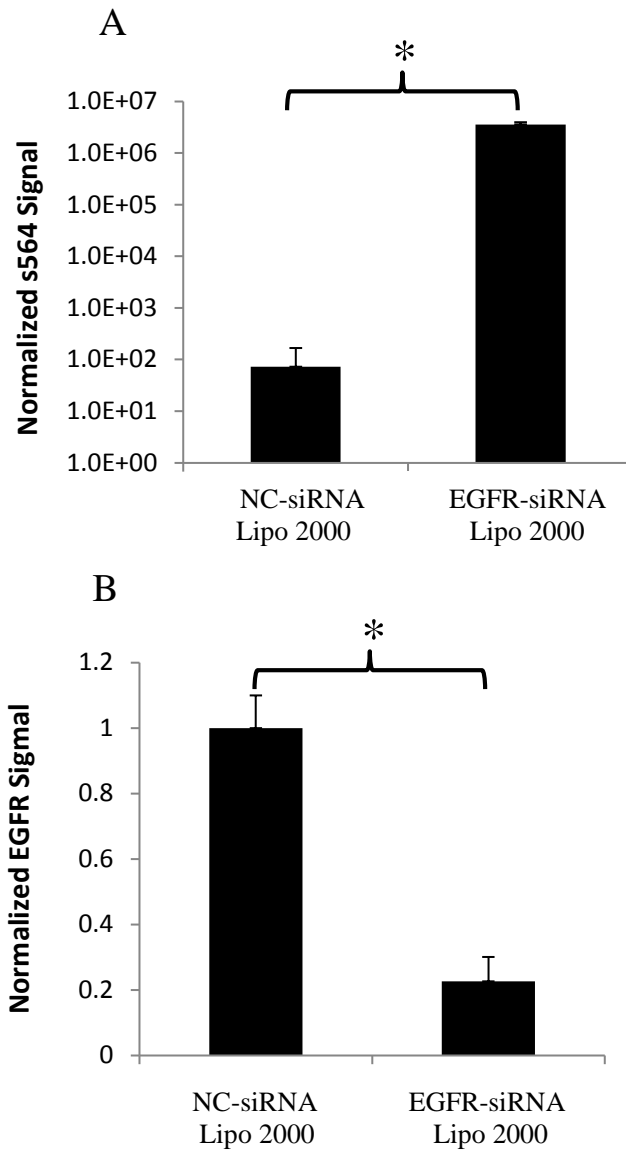 A
*
Normalized s564 Signal
1.0E+07
1.0E+06
1.0E+05
1.0E+04
1.0E+03
1.0E+02
1.0E+01
1.0E+00
NC-siRNA
Lipo 2000
EGFR-siRNA
Lipo 2000
B
*
Normalized EGFR Sigmal
1.2
1
0.8
0.6
0.4
0.2
0
NC-siRNA
Lipo 2000
EGFR-siRNA
Lipo 2000